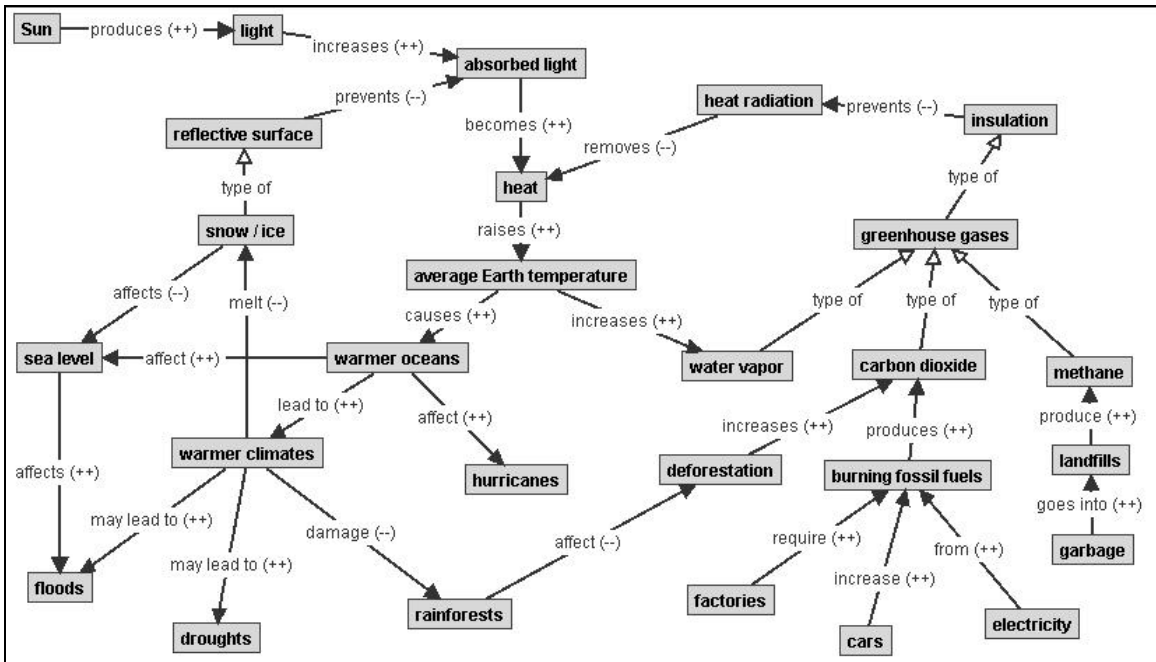 Sun
produces (++)
light
increases (++)
absorbed light
prevents (--)
heat radiation
prevents (--)
insulation
reflective surface
becomes (++)
removes (--)
type of
type of
heat
snow / ice
raises (++)
greenhouse gases
average Earth temperature
affects (--)
melt (--)
causes (++)
increases (++)
type of
type of
type of
sea level
affect (++)
warmer oceans
water vapor
carbon dioxide
methane
lead to (++)
affect (++)
increases (++)
produces (++)
produce (++)
warmer climates
deforestation
landfills
affects (++)
hurricanes
burning fossil fuels
goes into (++)
may lead to (++)
damage (--)
affect (--)
require (++)
from (++)
garbage
may lead to (++)
increase (++)
floods
rainforests
factories
electricity
droughts
cars